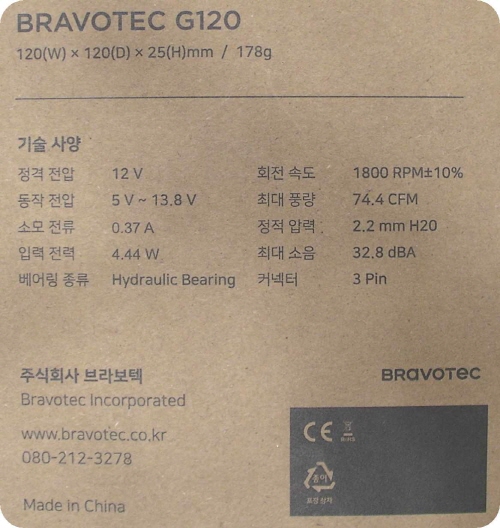 BRAVOTEC G120
120(W) × 120(D) × 25(H)mm / 178g
기술 사양
정격 전압 12 V 회전 속도 1800 RPM±10%
동작 전압 5 V ~ 13.8 V 최대 풍량 74.4 CFM
소모 전류 0.37 A 정적 압력 2.2 mm H20
입력 전력 4.44 W 최대 소음 32.8 dBA
베어링 종류 Hydraulic Bearing 커넥터 3 Pin
주식회사 브라보텍
BRAVOTEC
Bravotec Incorporated
www.bravotec.co.kr
080-212-3278
CE
종이
Made in China